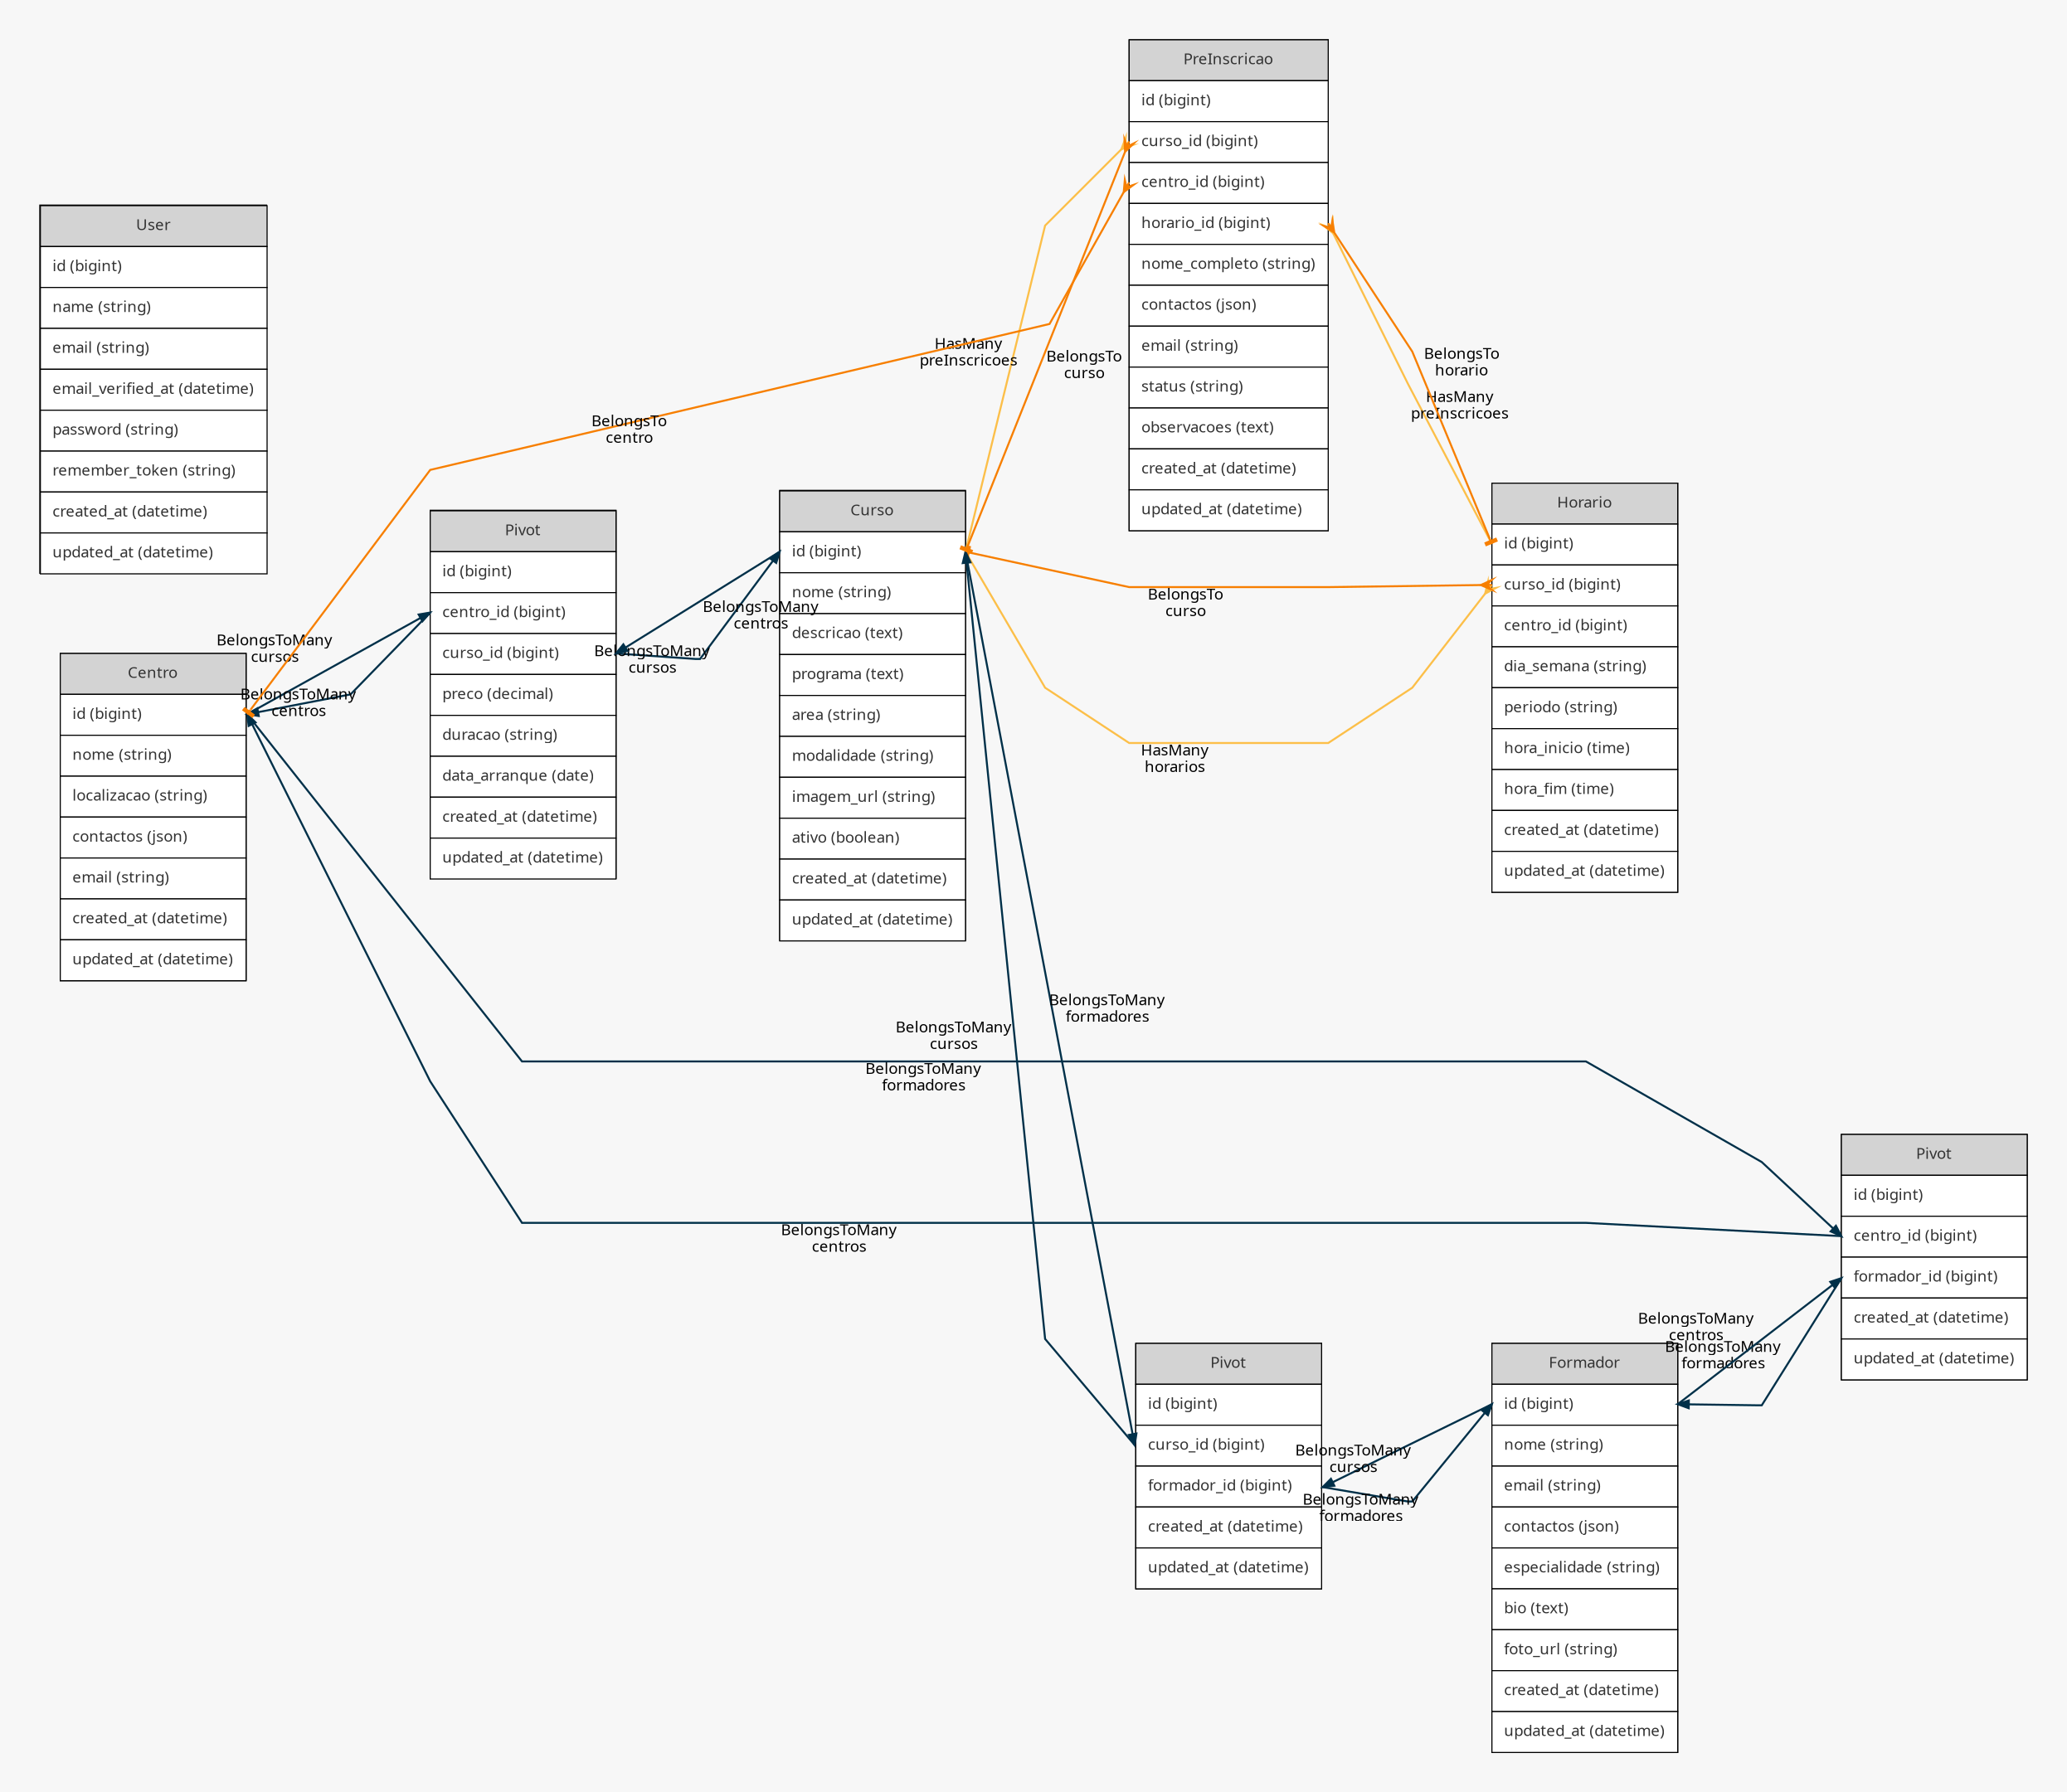 PreInscricao
id (bigint)
curso_id (bigint)
centro_id (bigint)
horario_id (bigint)
nome_completo (string)
contactos (json)
email (string)
status (string)
observacoes (text)
created_at (datetime)
updated_at (datetime)
User
id (bigint)
name (string)
email (string)
email_verified_at (datetime)
password (string)
remember_token (string)
created_at (datetime)
updated_at (datetime)
HasMany
preInscricoes
BelongsTo
curso
BelongsTo
horario
HasMany
preInscricoes
BelongsTo
centro
Pivot
id (bigint)
centro_id (bigint)
curso_id (bigint)
preco (decimal)
duracao (string)
data_arranque (date)
created_at (datetime)
updated_at (datetime)
Curso
id (bigint)
nome (string)
descricao (text)
programa (text)
area (string)
modalidade (string)
imagem_url (string)
ativo (boolean)
created_at (datetime)
updated_at (datetime)
Horario
id (bigint)
curso_id (bigint)
centro_id (bigint)
dia_semana (string)
periodo (string)
hora_inicio (time)
hora_fim (time)
created_at (datetime)
updated_at (datetime)
BelongsToMany
centros
BelongsToMany
cursos
BelongsTo
curso
HasMany
horarios
BelongsToMany
cursos
BelongsToMany
centros
Centro
id (bigint)
nome (string)
localizacao (string)
contactos (json)
email (string)
created_at (datetime)
updated_at (datetime)
BelongsToMany
formadores
BelongsToMany
cursos
BelongsToMany
formadores
BelongsToMany
centros
Pivot
id (bigint)
centro_id (bigint)
formador_id (bigint)
created_at (datetime)
updated_at (datetime)
BelongsToMany
centros
BelongsToMany
formadores
Pivot
id (bigint)
curso_id (bigint)
formador_id (bigint)
created_at (datetime)
updated_at (datetime)
BelongsToMany
cursos
BelongsToMany
formadores
Formador
id (bigint)
nome (string)
email (string)
contactos (json)
especialidade (string)
bio (text)
foto_url (string)
created_at (datetime)
updated_at (datetime)